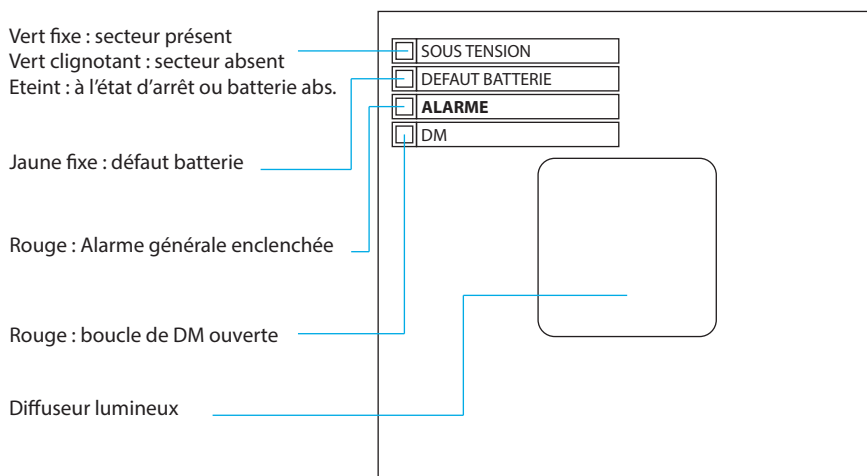 Vert fixe : secteur présent
Vert clignotant : secteur absent
Eteint : à l’état d’arrêt ou batterie abs.
SOUS TENSION
DEFAUT BATTERIE
ALARME
DM
Jaune fixe : défaut batterie
Rouge : Alarme générale enclenchée
Rouge : boucle de DM ouverte
Diffuseur lumineux